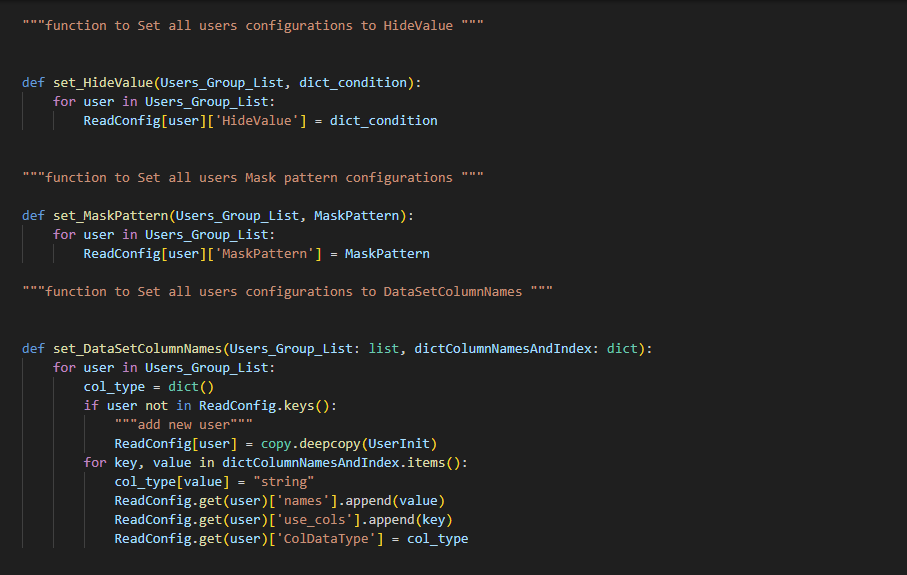 """function to Set all users configurations to HideValue """
def set_HideValue(Users_Group_List, dict_condition):
    for user in Users_Group_List:
        ReadConfig[user]['HideValue'] = dict_condition
"""function to Set all users Mask pattern configurations """
def set_MaskPattern(Users_Group_List, MaskPattern):
    for user in Users_Group_List:
        ReadConfig[user]['MaskPattern'] = MaskPattern
"""function to Set all users configurations to DataSetColumnNames """
def set_DataSetColumnNames(Users_Group_List: list, dictColumnNamesAndIndex: dict):
    for user in Users_Group_List:
        col_type = dict()
        if user not in ReadConfig.keys():
            """add new user"""
            ReadConfig[user] = copy.deepcopy(UserInit)
        for key, value in dictColumnNamesAndIndex.items():
            col_type[value] = "string"
            ReadConfig.get(user)['names'].append(value)
            ReadConfig.get(user)['use_cols'].append(key)
            ReadConfig.get(user)['ColDataType'] = col_type